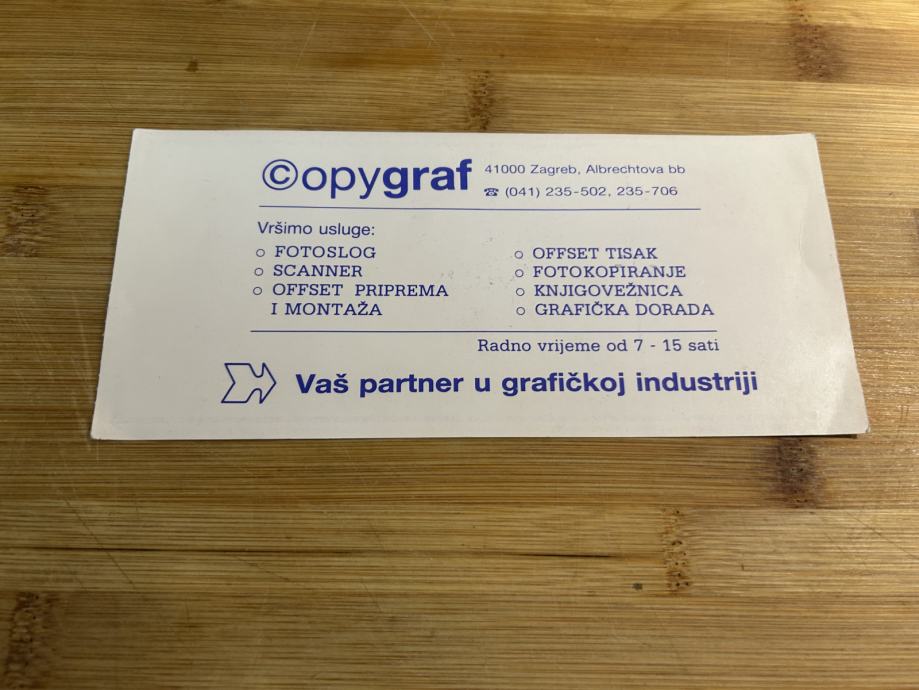 ©opygraf
41000 Zagreb, Albrechtova bb
☎ (041) 235-502, 235-706
Vršimo usluge:
○ FOTOSLOG
○ SCANNER
○ OFFSET PRIPREMA
I MONTAŽA
○ OFFSET TISAK
○ FOTOKOPIRANJE
○ KNJIGOVEŽNICA
○ GRAFIČKA DORADA
Radno vrijeme od 7 - 15 sati
Vaš partner u grafičkoj industriji